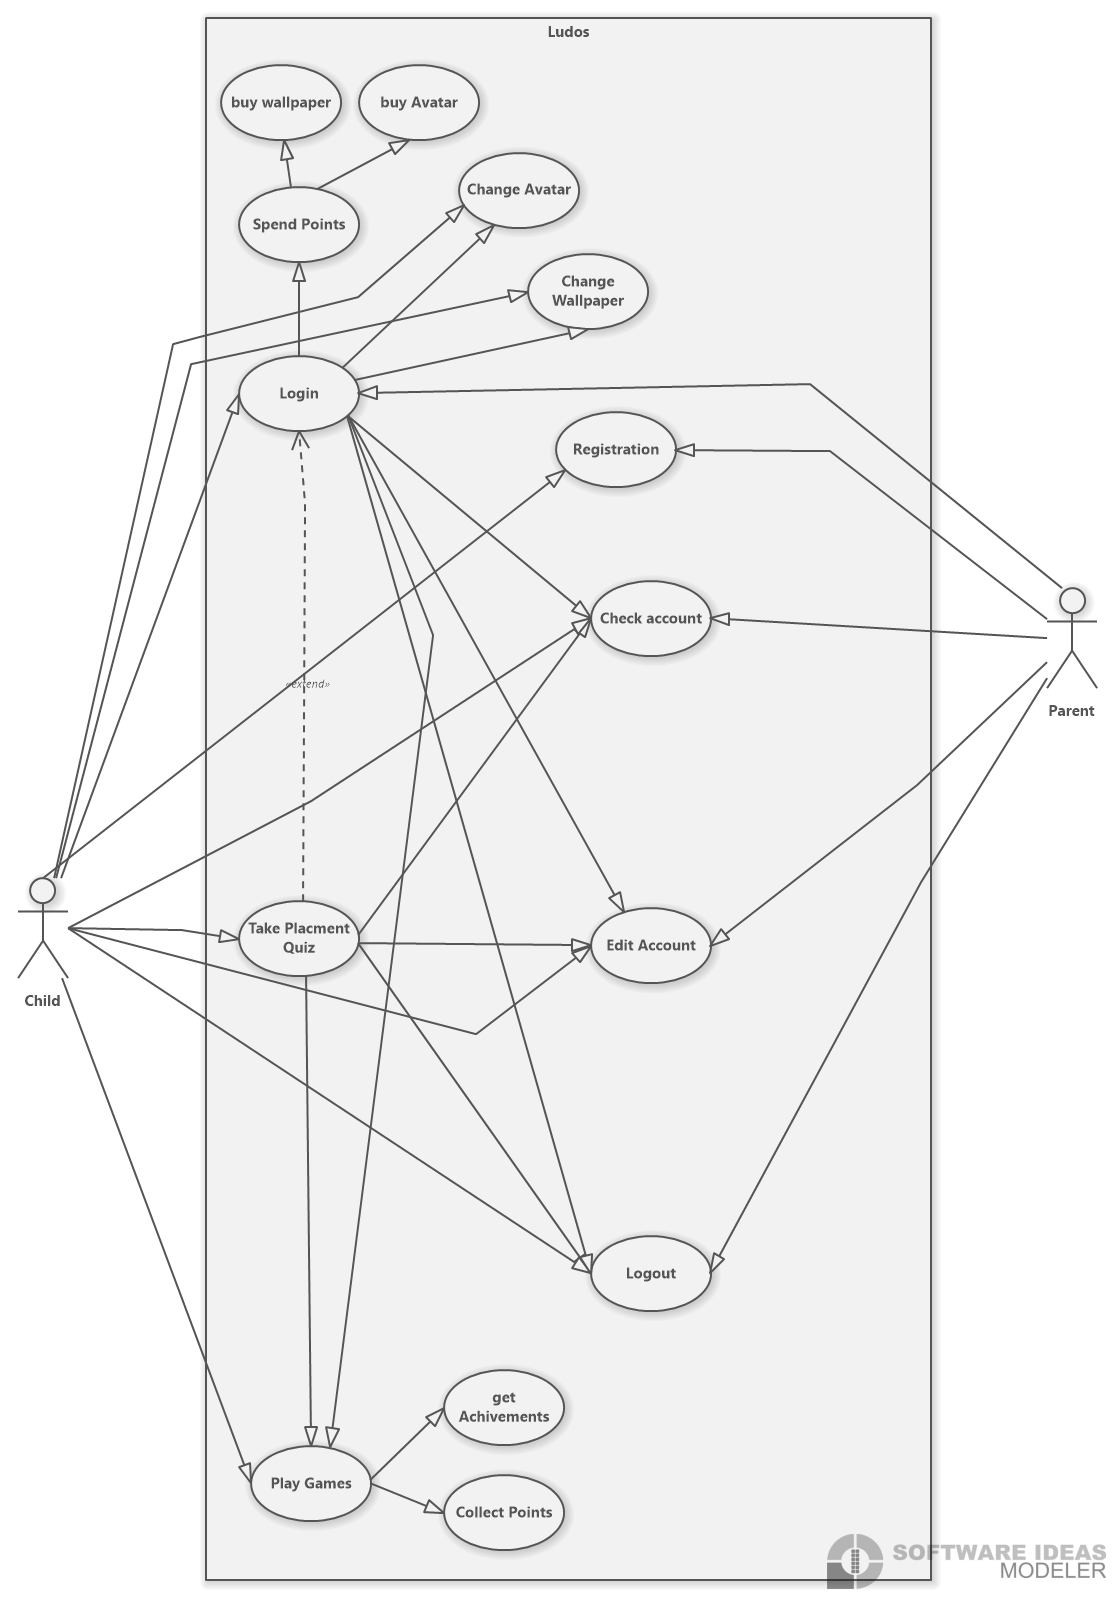 Ludos
buy wallpaper
buy Avatar
Change Avatar
Spend Points
Change
Wallpaper
Login
Registration
Check account
«extend»
Parent
Take Placment
Quiz
Edit Account
Child
Logout
get
Achivements
Play Games
Collect Points
SOFTWARE IDEAS
MODELER